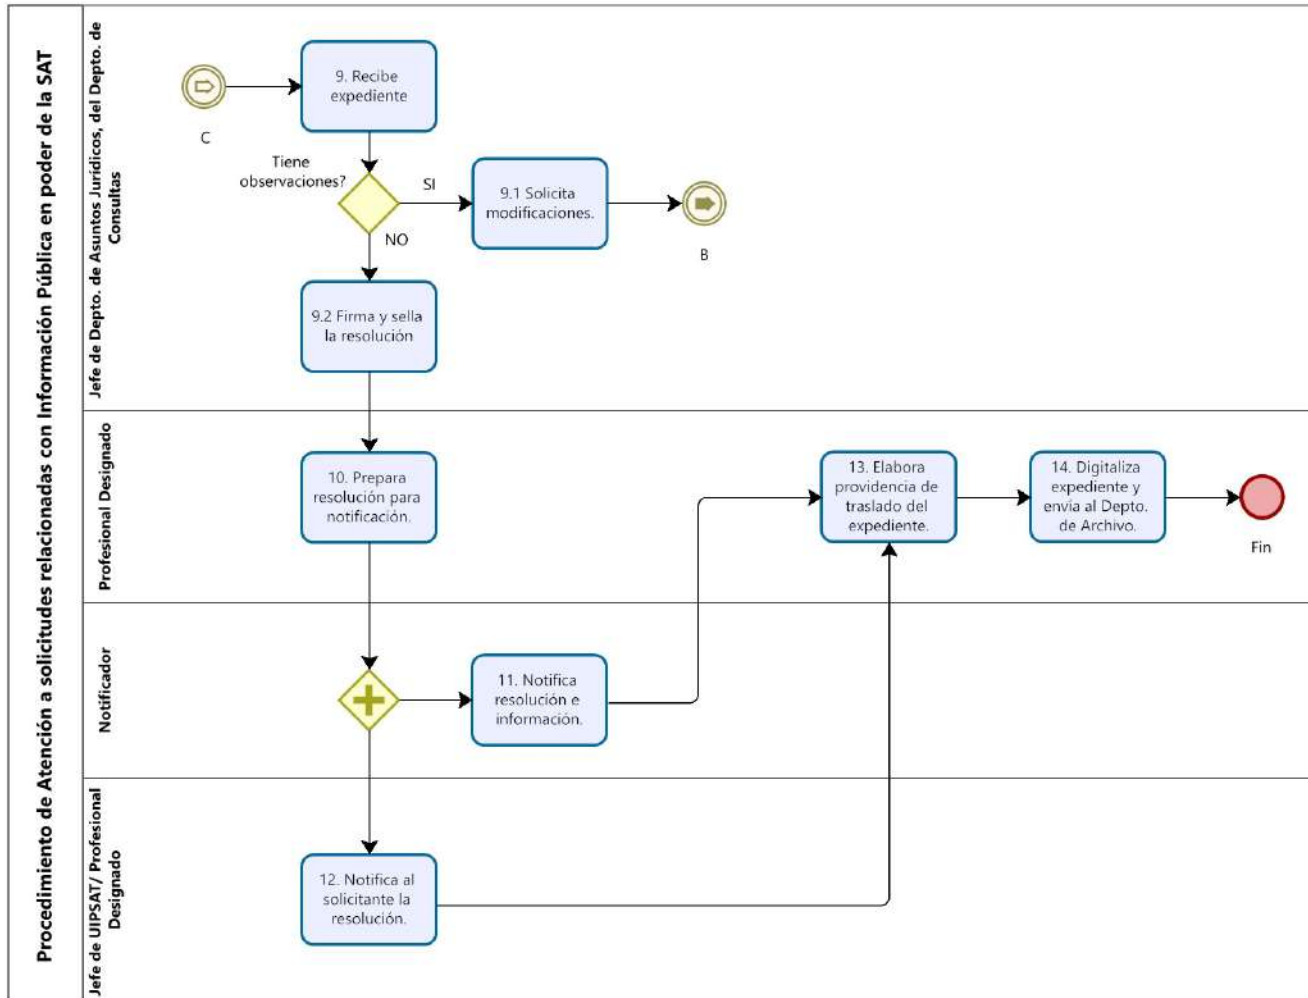 Procedimiento de Atención a solicitudes relacionadas con Información Pública en poder de la SAT
Jefe de Depto. de Asuntos Jurídicos, del Depto. de
Consultas
C
9. Recibe
expediente
Tiene
observaciones?
SI
NO
9.1 Solicita
modificaciones.
B
9.2 Firma y sella
la resolución
Profesional Designado
10. Prepara
resolución para
notificación.
13. Elabora
providencia de
traslado del
expediente.
14. Digitaliza
expediente y
envía al Depto.
de Archivo.
Fin
Notificador
11. Notifica
resolución e
información.
Jefe de UIPSAT/ Profesional
Designado
12. Notifica al
solicitante la
resolución.